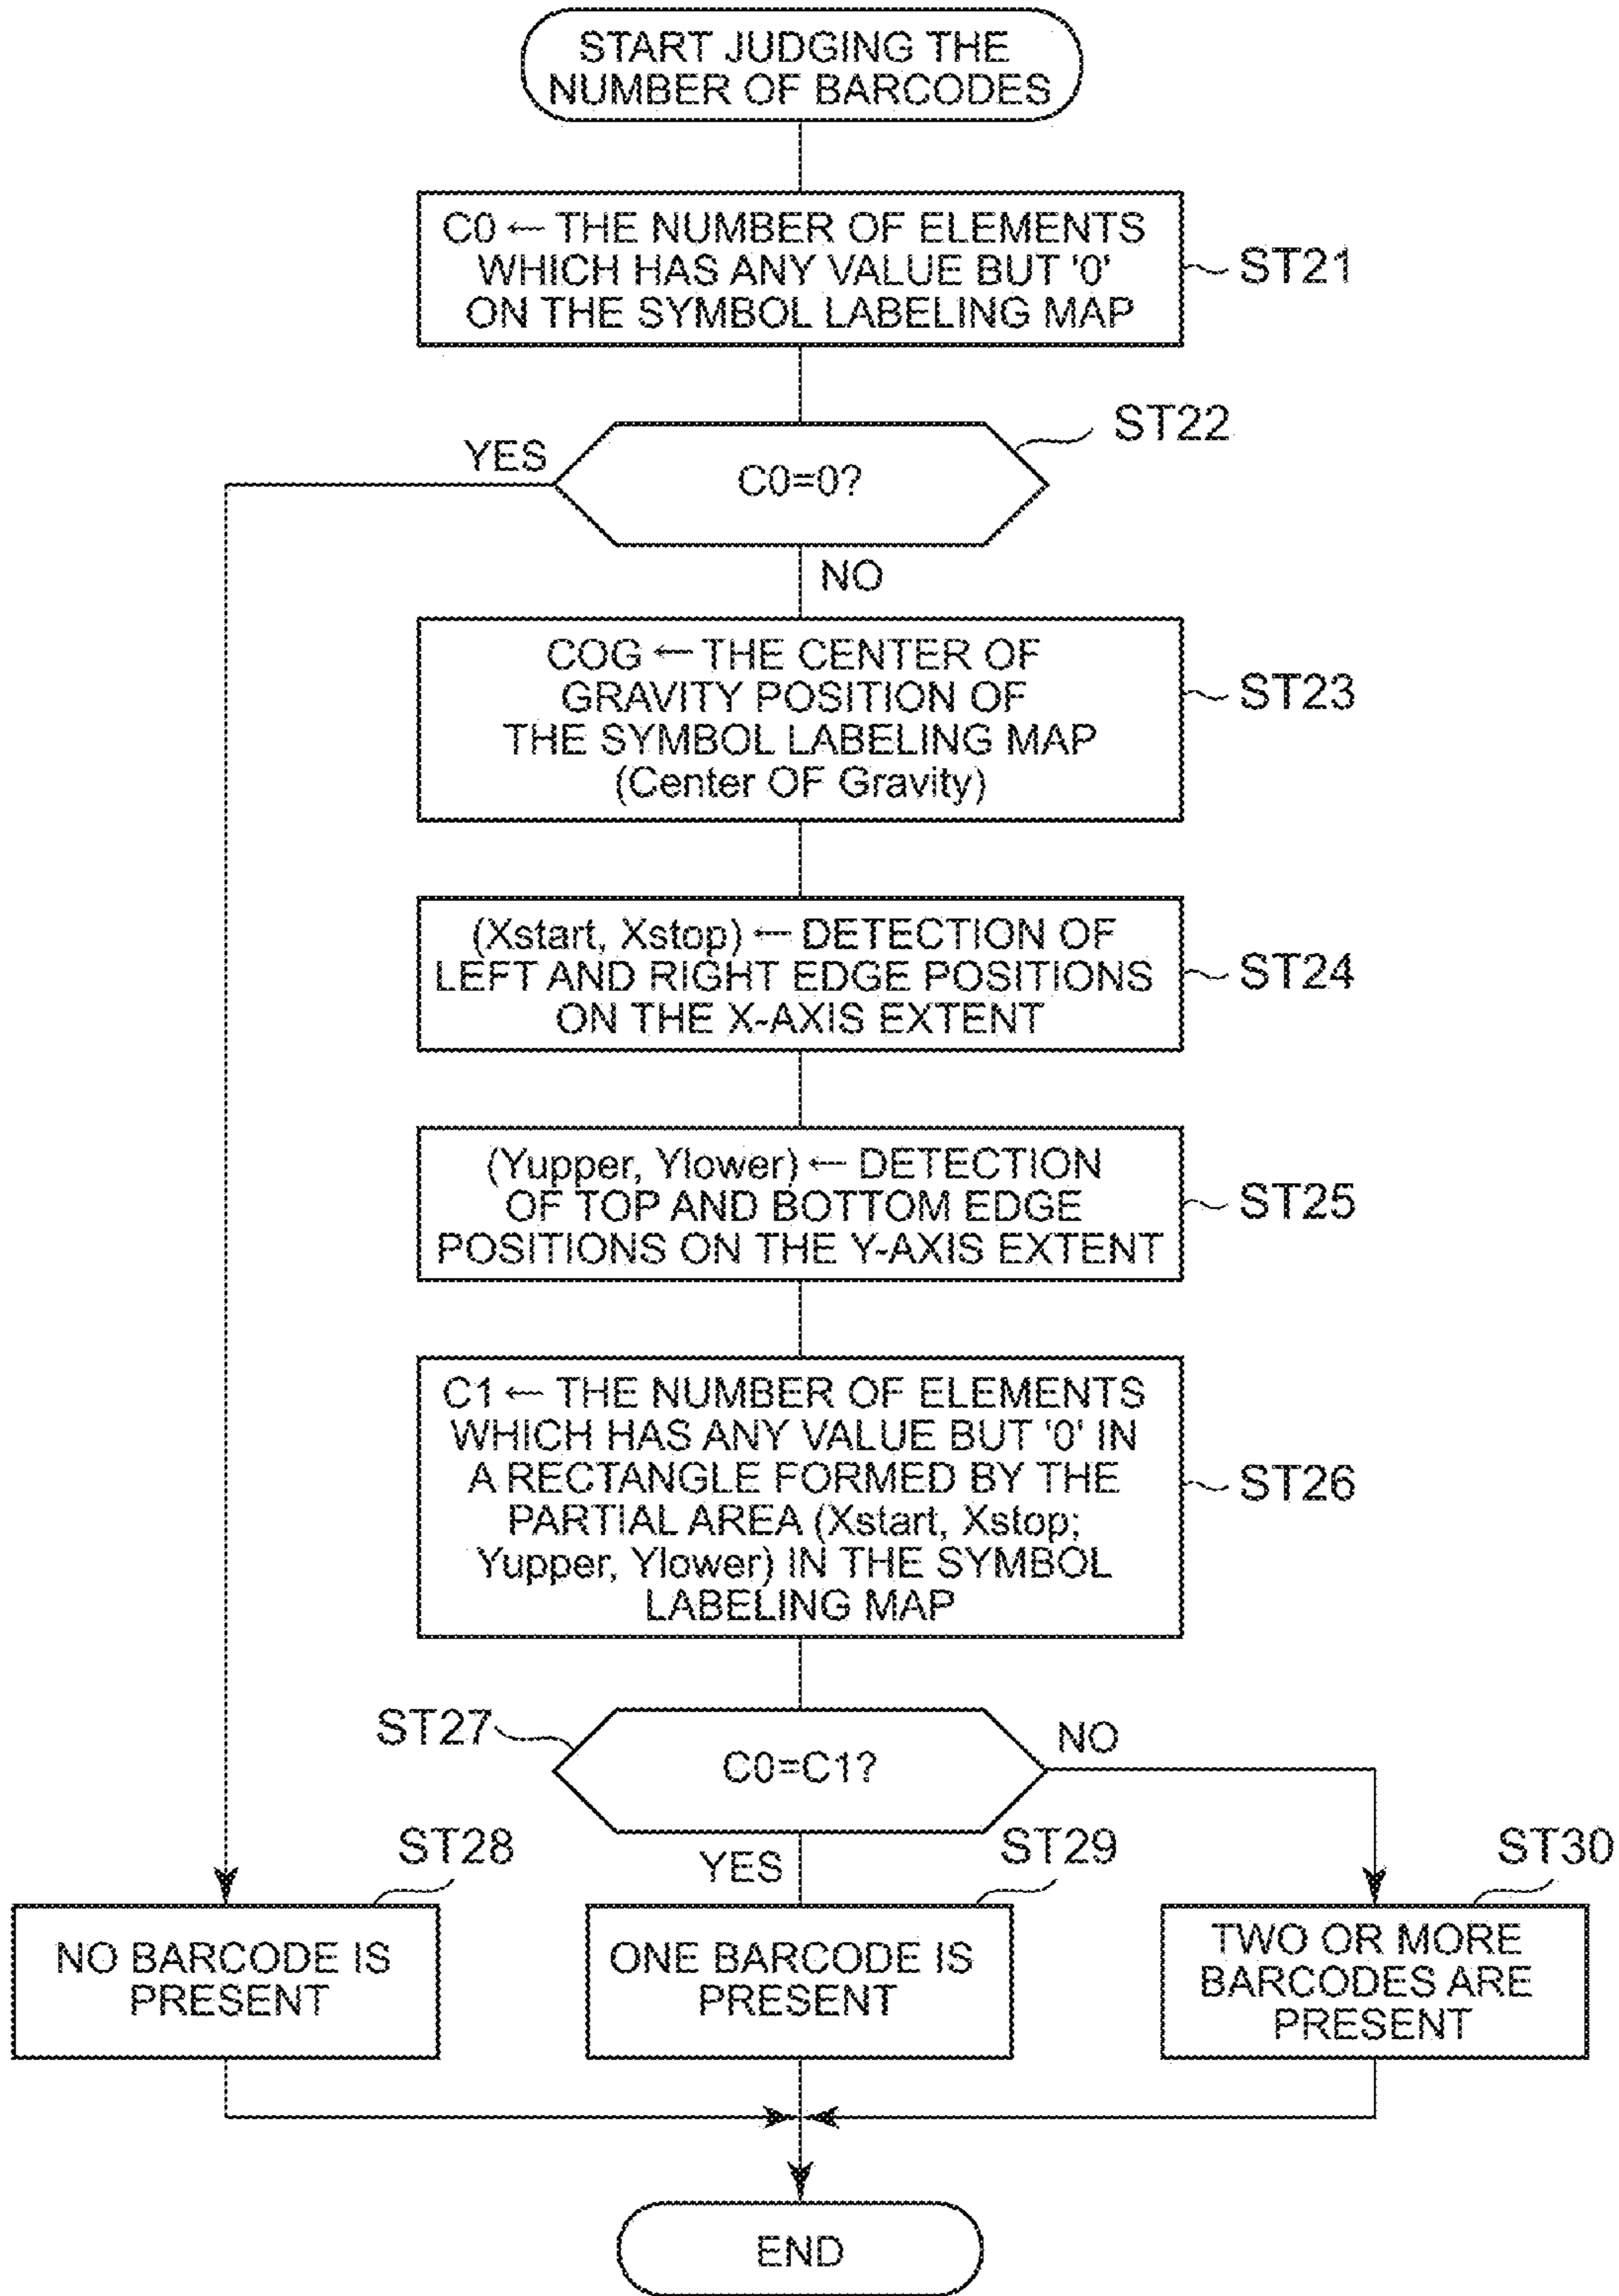 START JUDGING THE
NUMBER OF BARCODES
C0 ← THE NUMBER OF ELEMENTS
WHICH HAS ANY VALUE BUT '0'
ON THE SYMBOL LABELING MAP
ST21
ST22
YES
C0=0?
NO
COG ← THE CENTER OF
GRAVITY POSITION OF
THE SYMBOL LABELING MAP
(Center OF Gravity)
ST23
(Xstart, Xstop) ← DETECTION OF
LEFT AND RIGHT EDGE POSITIONS
ON THE X-AXIS EXTENT
ST24
(Yupper, Ylower) ← DETECTION
OF TOP AND BOTTOM EDGE
POSITIONS ON THE Y-AXIS EXTENT
ST25
C1 ← THE NUMBER OF ELEMENTS
WHICH HAS ANY VALUE BUT '0' IN
A RECTANGLE FORMED BY THE
PARTIAL AREA (Xstart, Xstop;
Yupper, Ylower) IN THE SYMBOL
LABELING MAP
ST26
ST27
C0=C1?
NO
YES
ST28
NO BARCODE IS
PRESENT
ST29
ONE BARCODE IS
PRESENT
ST30
TWO OR MORE
BARCODES ARE
PRESENT
END